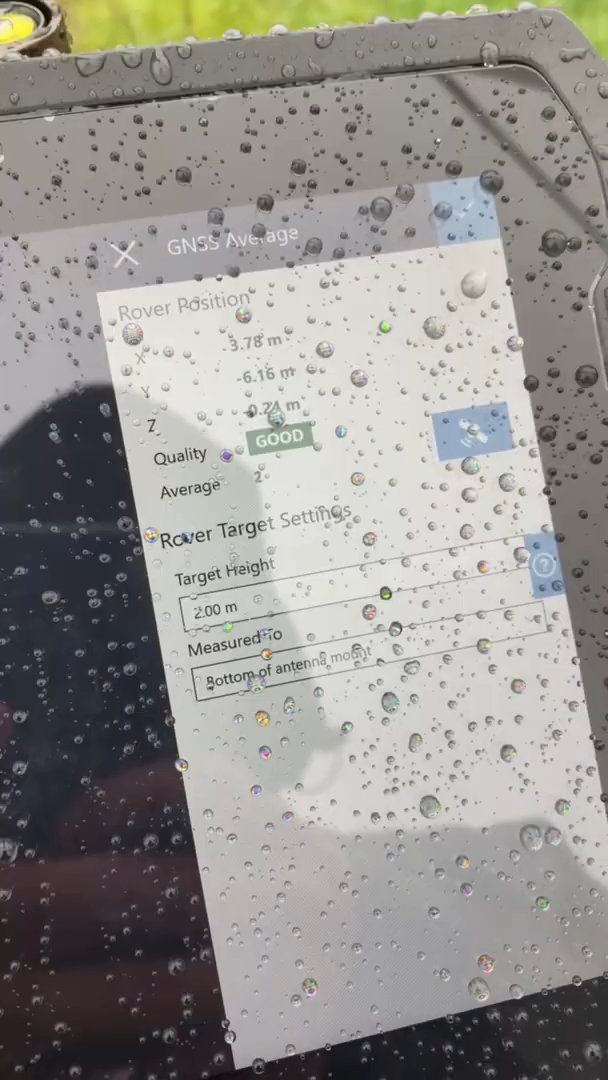 GNSS Average
Rover Position
X
3.78 m
Y
-6.16 m
Z
GOOD
Quality
Average
2
Rover Target Settings
Target Height
2.00 m
?
Measured To
Bottom of antenna mount